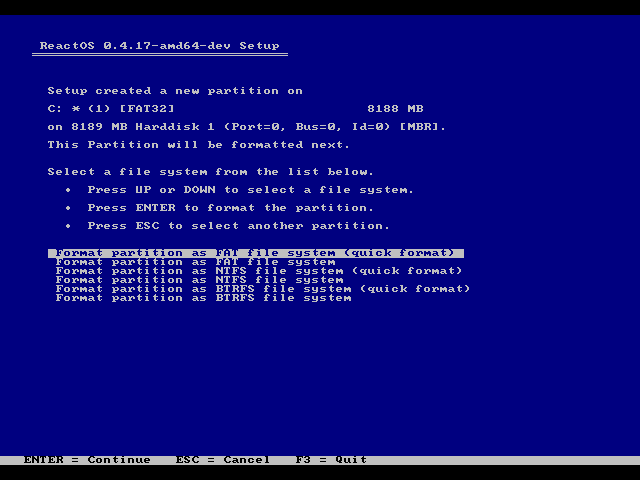 ReactOS 0.4.17-amd64-dev Setup
Setup created a new partition on
C: * (1) [FAT32] 8188 MB
on 8189 MB Harddisk 1 (Port=0, Bus=0, Id=0) [MBR].
This Partition will be formatted next.
Select a file system from the list below.
• Press UP or DOWN to select a file system.
• Press ENTER to format the partition.
• Press ESC to select another partition.
Format partition as FAT file system (quick format)
Format partition as FAT file system
Format partition as NTFS file system (quick format)
Format partition as NTFS file system
Format partition as BTRFS file system (quick format)
Format partition as BTRFS file system
ENTER = Continue ESC = Cancel F3 = Quit